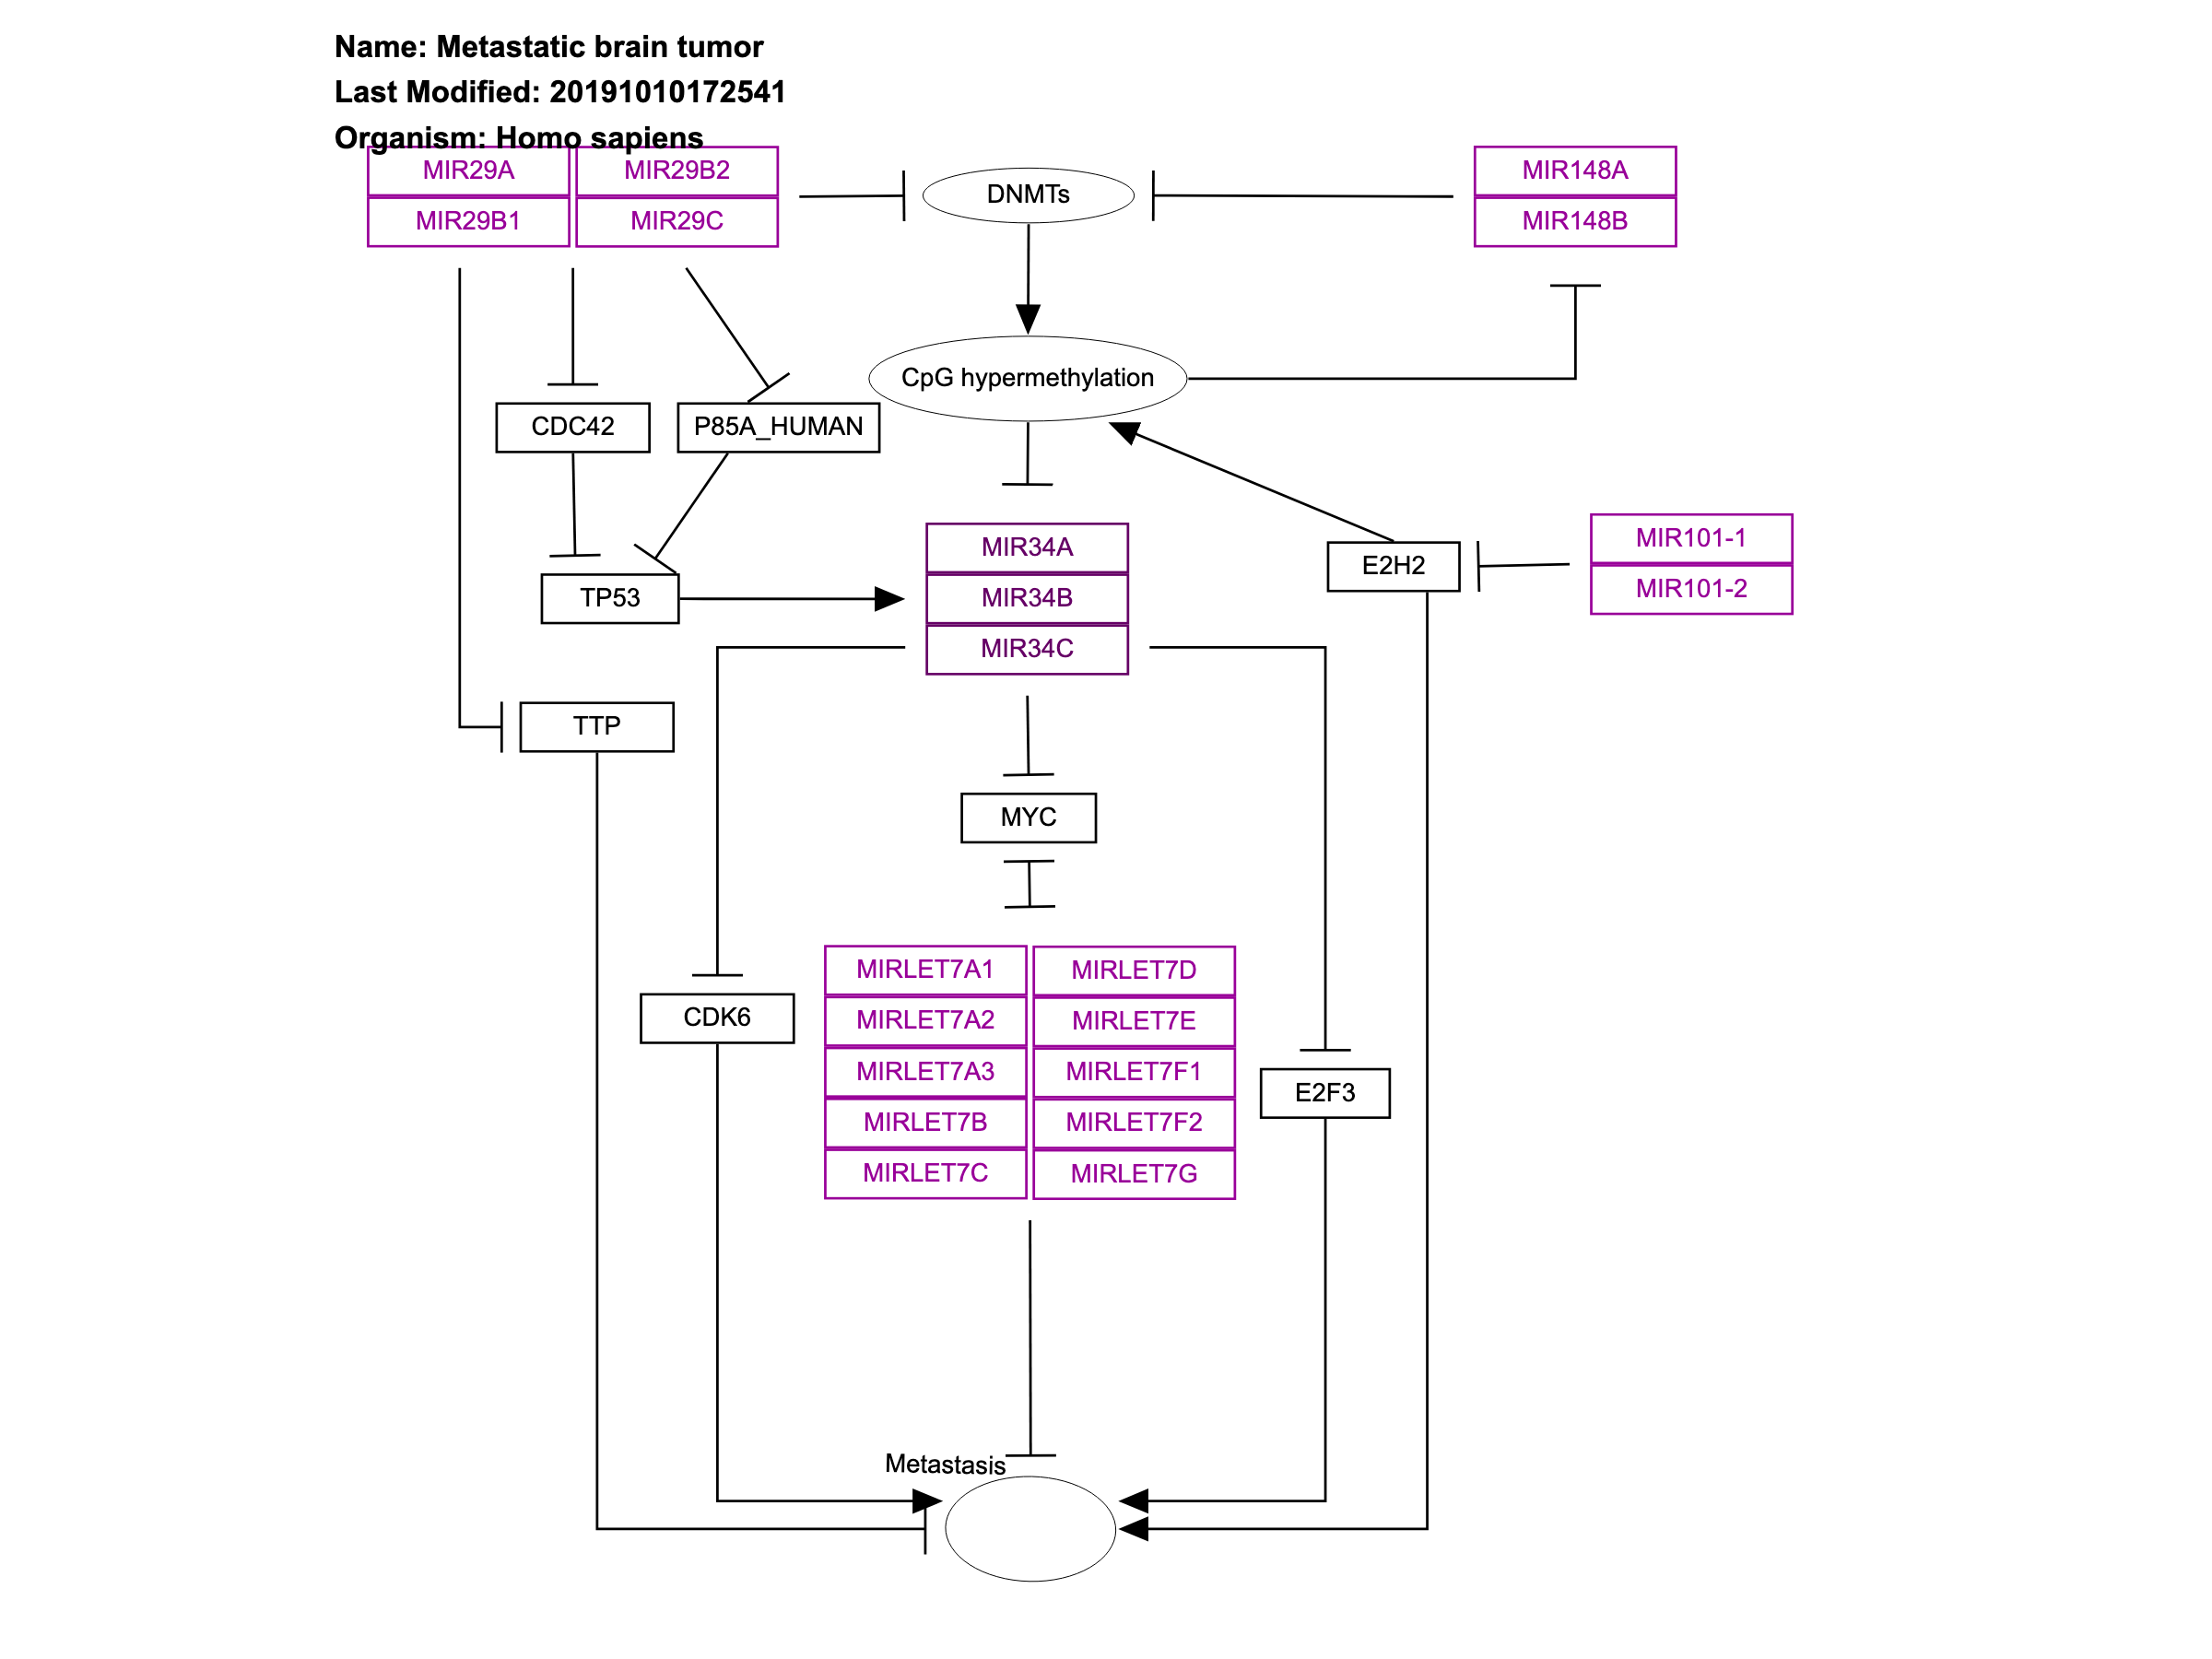 Name: Metastatic brain tumor
Last Modified: 20191010172541
Organism: Homo sapiens
MIR29A
MIR29B2
MIR29B1
MIR29C
DNMTs
MIR148A
MIR148B
CpG hypermethylation
CDC42
P85A_HUMAN
MIR34A
MIR34B
MIR34C
TP53
E2H2
MIR101-1
MIR101-2
TTP
MYC
MIRLET7A1
MIRLET7D
MIRLET7A2
MIRLET7E
MIRLET7A3
MIRLET7F1
MIRLET7B
MIRLET7F2
MIRLET7C
MIRLET7G
CDK6
E2F3
Metastasis